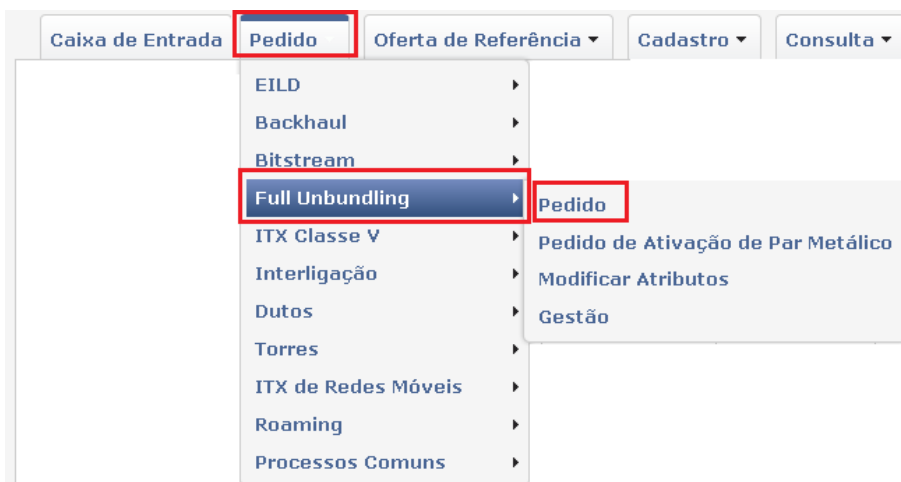 Caixa de Entrada Pedido Oferta de Referência Cadastro Consulta
EILD
Backhaul
Bitstream
Full Unbundling
ITX Classe V
Interligação
Dutos
Torres
ITX de Redes Móveis
Roaming
Processos Comuns
Pedido
Pedido de Ativação de Par Metálico
Modificar Atributos
Gestão